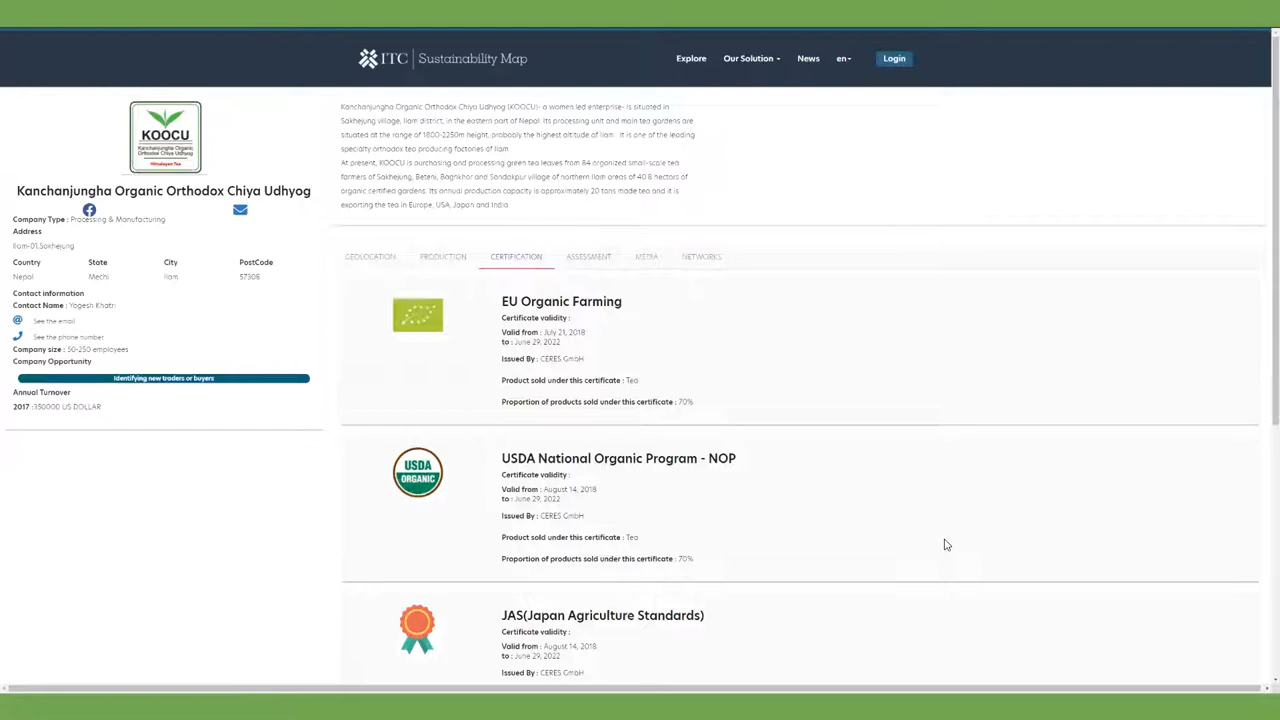 ITC | Sustainability Map
Explore
Our Solution
News
en
Login
KOOCU
Kanchanjungha Organic
Orthodox Chiya Udhyog
Himalayan Tea
Kanchanjungha Organic Orthodox Chiya Udhyog
Company Type : Processing & Manufacturing
Address
Ilam-01,Sakhejung
Country State City PostCode
Nepal Mechi Ilam 57306
Contact information
Contact Name : Yogesh Khatri
See the email
See the phone number
Company size : 50-250 employees
Company Opportunity
Identifying new traders or buyers
Annual Turnover
2017 :350000 US DOLLAR
Kanchanjungha Organic Orthodox Chiya Udhyog (KOOCU)- a women led enterprise- is situated in
Sakhejung village, Ilam district, in the eastern part of Nepal. Its processing unit and main tea gardens are
situated at the range of 1800-2250m height, probably the highest altitude of Ilam . It is one of the leading
specialty orthodox tea producing factories of Ilam
At present, KOOCU is purchasing and processing green tea leaves from 84 organized small-scale tea
farmers of Sakhejung, Beteni, Baghkhor and Sandakpur village of northern Ilam areas of 40.8 hectars of
organic certified gardens. Its annual production capacity is approximately 20 tons made tea and it is
exporting the tea in Europe, USA, Japan and India
GEOLOCATION PRODUCTION CERTIFICATION ASSESSMENT MEDIA NETWORKS
EU Organic Farming
Certificate validity :
Valid from : July 21, 2018
to : June 29, 2022
Issued By : CERES GmbH
Product sold under this certificate : Tea
Proportion of products sold under this certificate : 70%
USDA
ORGANIC
USDA National Organic Program - NOP
Certificate validity :
Valid from : August 14, 2018
to : June 29, 2022
Issued By : CERES GmbH
Product sold under this certificate : Tea
Proportion of products sold under this certificate : 70%
JAS(Japan Agriculture Standards)
Certificate validity :
Valid from : August 14, 2018
to : June 29, 2022
Issued By : CERES GmbH